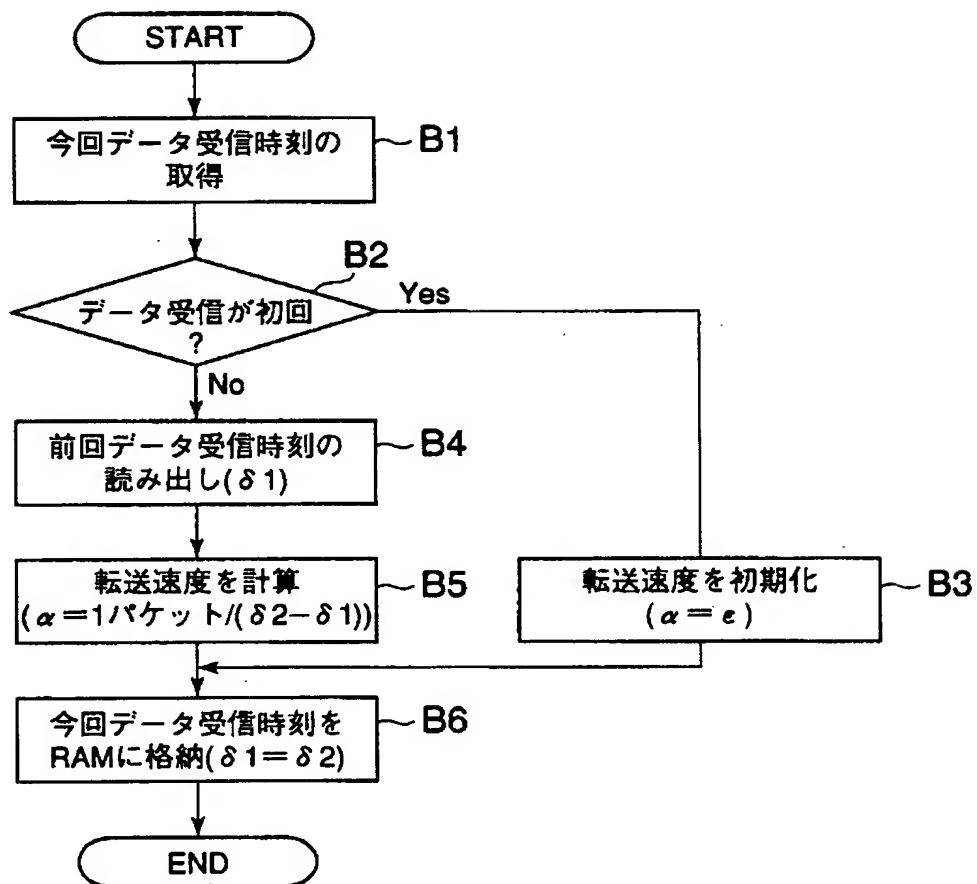 START
今回データ受信時刻の
取得
B1
B2
データ受信が初回
?
Yes
No
前回データ受信時刻の
読み出し(δ1)
B4
転送速度を計算
(α=1パケット/(δ2-δ1))
B5
転送速度を初期化
(α=ε)
B3
今回データ受信時刻を
RAMに格納(δ1=δ2)
B6
END